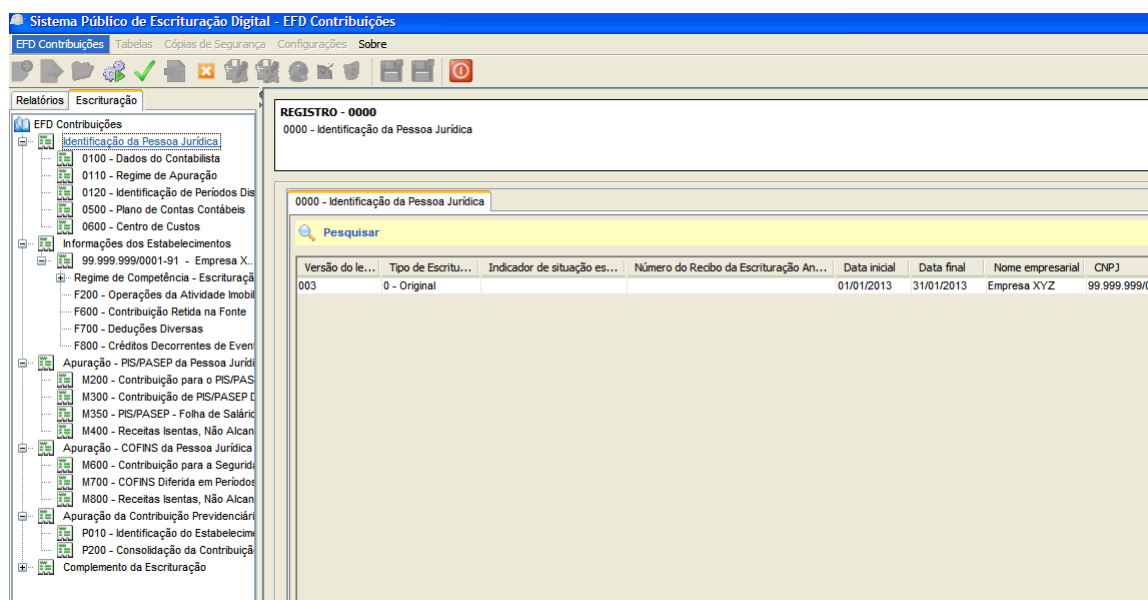 Sistema Público de Escrituração Digital - EFD Contribuições
EFD Contribuições Tabelas Cópias de Segurança Configurações Sobre
Relatórios Escrituração
EFD Contribuições
Identificação da Pessoa Jurídica
0100 - Dados do Contabilista
0110 - Regime de Apuração
0120 - Identificação de Períodos Dis
0500 - Plano de Contas Contábeis
0600 - Centro de Custos
Informações dos Estabelecimentos
99.999.999/0001-91 - Empresa X...
Regime de Competência - Escrituraçã
F200 - Operações da Atividade Imobil
F600 - Contribuição Retida na Fonte
F700 - Deduções Diversas
F800 - Créditos Decorrentes de Even
Apuração - PIS/PASEP da Pessoa Jurídi
M200 - Contribuição para o PIS/PAS
M300 - Contribuição de PIS/PASEP D
M350 - PIS/PASEP - Folha de Salário
M400 - Receitas Isentas, Não Alcan
Apuração - COFINS da Pessoa Jurídica
M600 - Contribuição para a Segurida
M700 - COFINS Diferida em Períodos
M800 - Receitas Isentas, Não Alcan
Apuração da Contribuição Previdenciári
P010 - Identificação do Estabelecime
P200 - Consolidação da Contribuiçã
Complemento da Escrituração
REGISTRO - 0000
0000 - Identificação da Pessoa Jurídica
0000 - Identificação da Pessoa Jurídica
Pesquisar
Versão do le... Tipo de Escritu... Indicador de situação es... Número do Recibo da Escrituração An... Data inicial Data final Nome empresarial CNPJ
003 0 - Original 01/01/2013 31/01/2013 Empresa XYZ 99.999.999/0